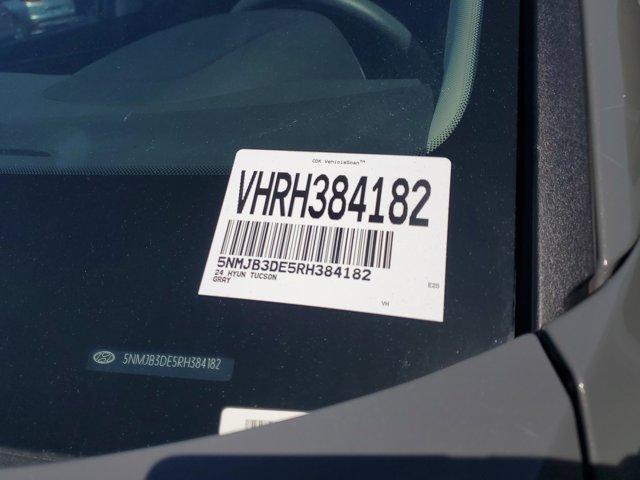 CDK VehicleScan™
VHRH384182
5NMJB3DE5RH384182
24 HYUN TUCSON
GRAY
E25
VH
5NMJB3DE5RH384182